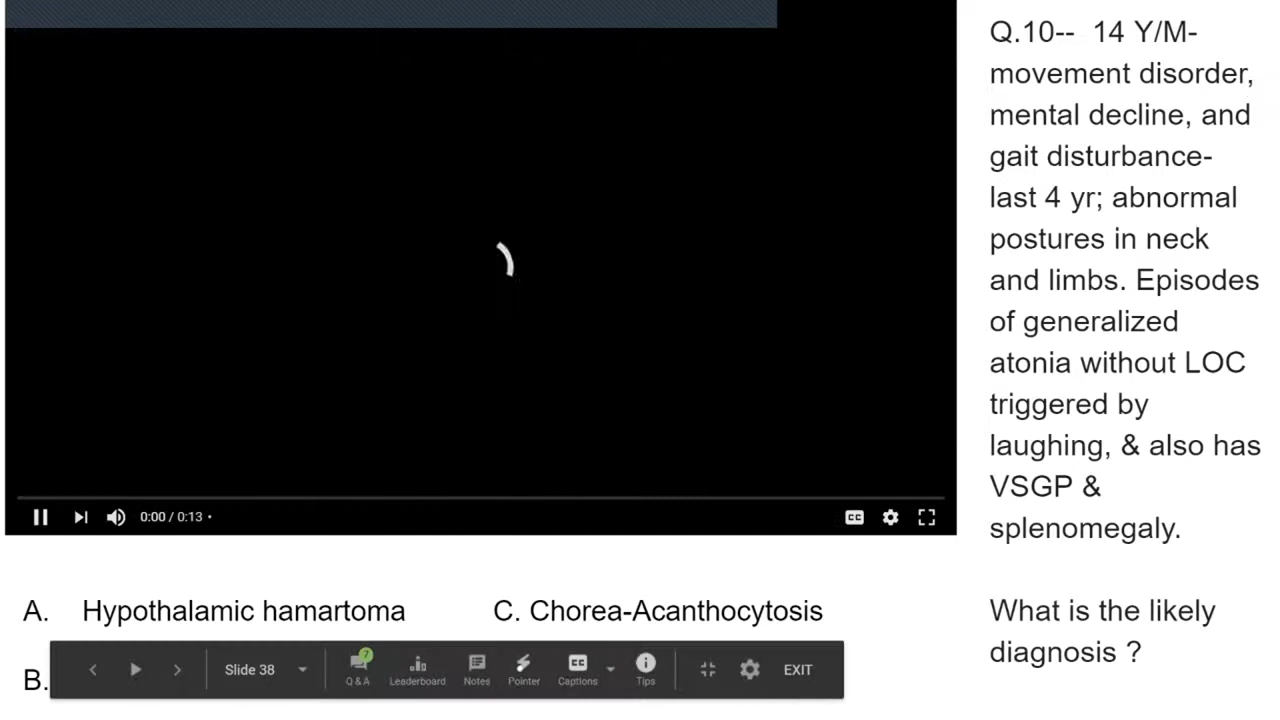 Q.10-- 14 Y/M-
movement disorder,
mental decline, and
gait disturbance-
last 4 yr; abnormal
postures in neck
and limbs. Episodes
of generalized
atonia without LOC
triggered by
laughing, & also has
VSGP &
splenomegaly.
What is the likely
diagnosis ?
0:00 / 0:13 •
CC
A. Hypothalamic hamartoma
C. Chorea-Acanthocytosis
B.
Slide 38
7
Q & A
Leaderboard
Notes
Pointer
CC
Captions
Tips
EXIT